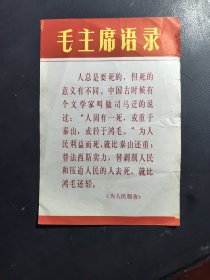 毛主席语录
人总是要死的，但死的
意义有不同。中国古时候有
个文学家叫做司马迁的说
过：“人固有一死，或重于
泰山，或轻于鸿毛。”为人
民利益而死，就比泰山还重；
替法西斯卖力，替剥削人民
和压迫人民的人去死，就比
鸿毛还轻。
《为人民服务》